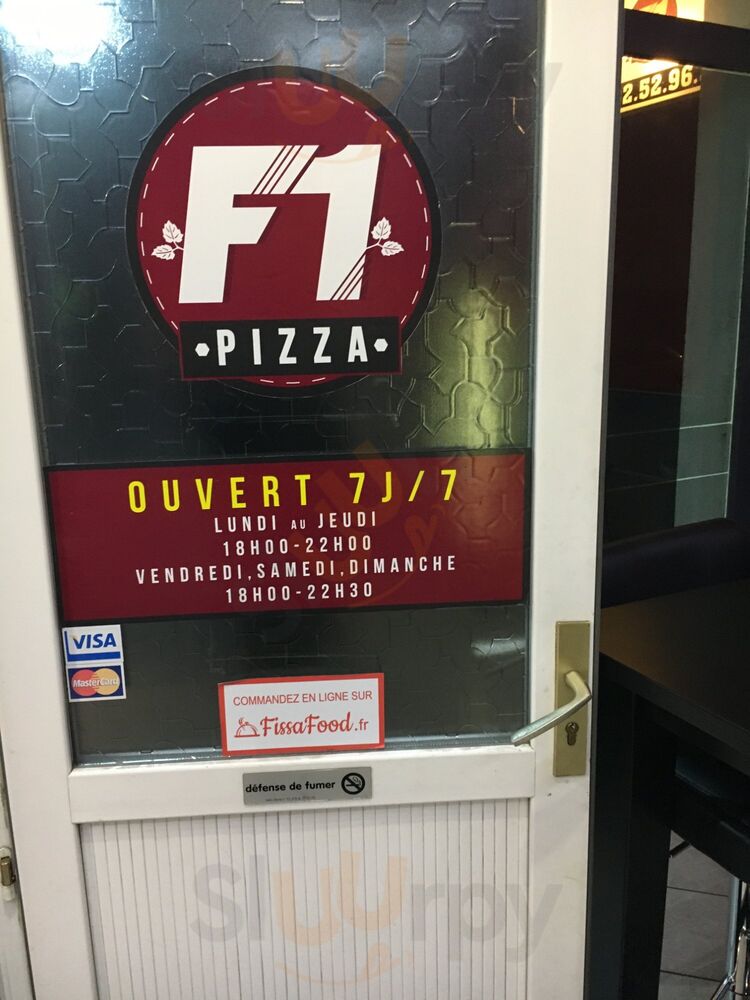 2.52.96.
F1
•PIZZA•
OUVERT 7J/7
LUNDI AU JEUDI
18H00-22H00
VENDREDI,SAMEDI,DIMANCHE
18H00-22H30
VISA
MasterCard
COMMANDEZ EN LIGNE SUR
FissaFood.fr
défense de fumer
Sluurpy